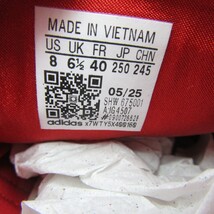 MADE IN VIETNAM
US UK FR JP CHN
8 6½ 40 250 245
05/25
SHW 675001
adidas